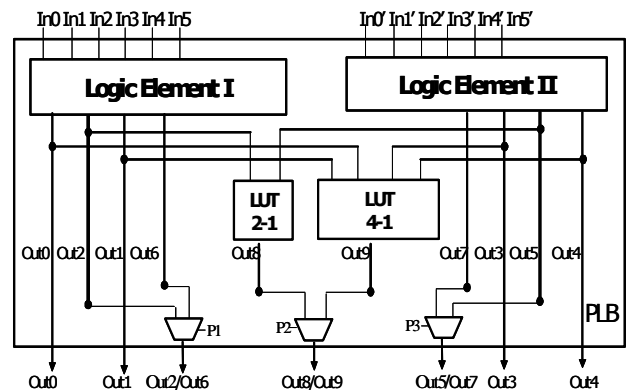 In0 In1 In2 In3 In4 In5
In0' In1' In2' In3' In4' In5'
Logic Element I
Logic Element II
LUT
2-1
LUT
4-1
Out0 Out2 Out1 Out6
Out8
Out9
Out7 Out3 Out5 Out4
P1
P2
P3
PLB
Out0 Out1 Out2/Out6 Out8/Out9 Out5/Out7 Out3 Out4